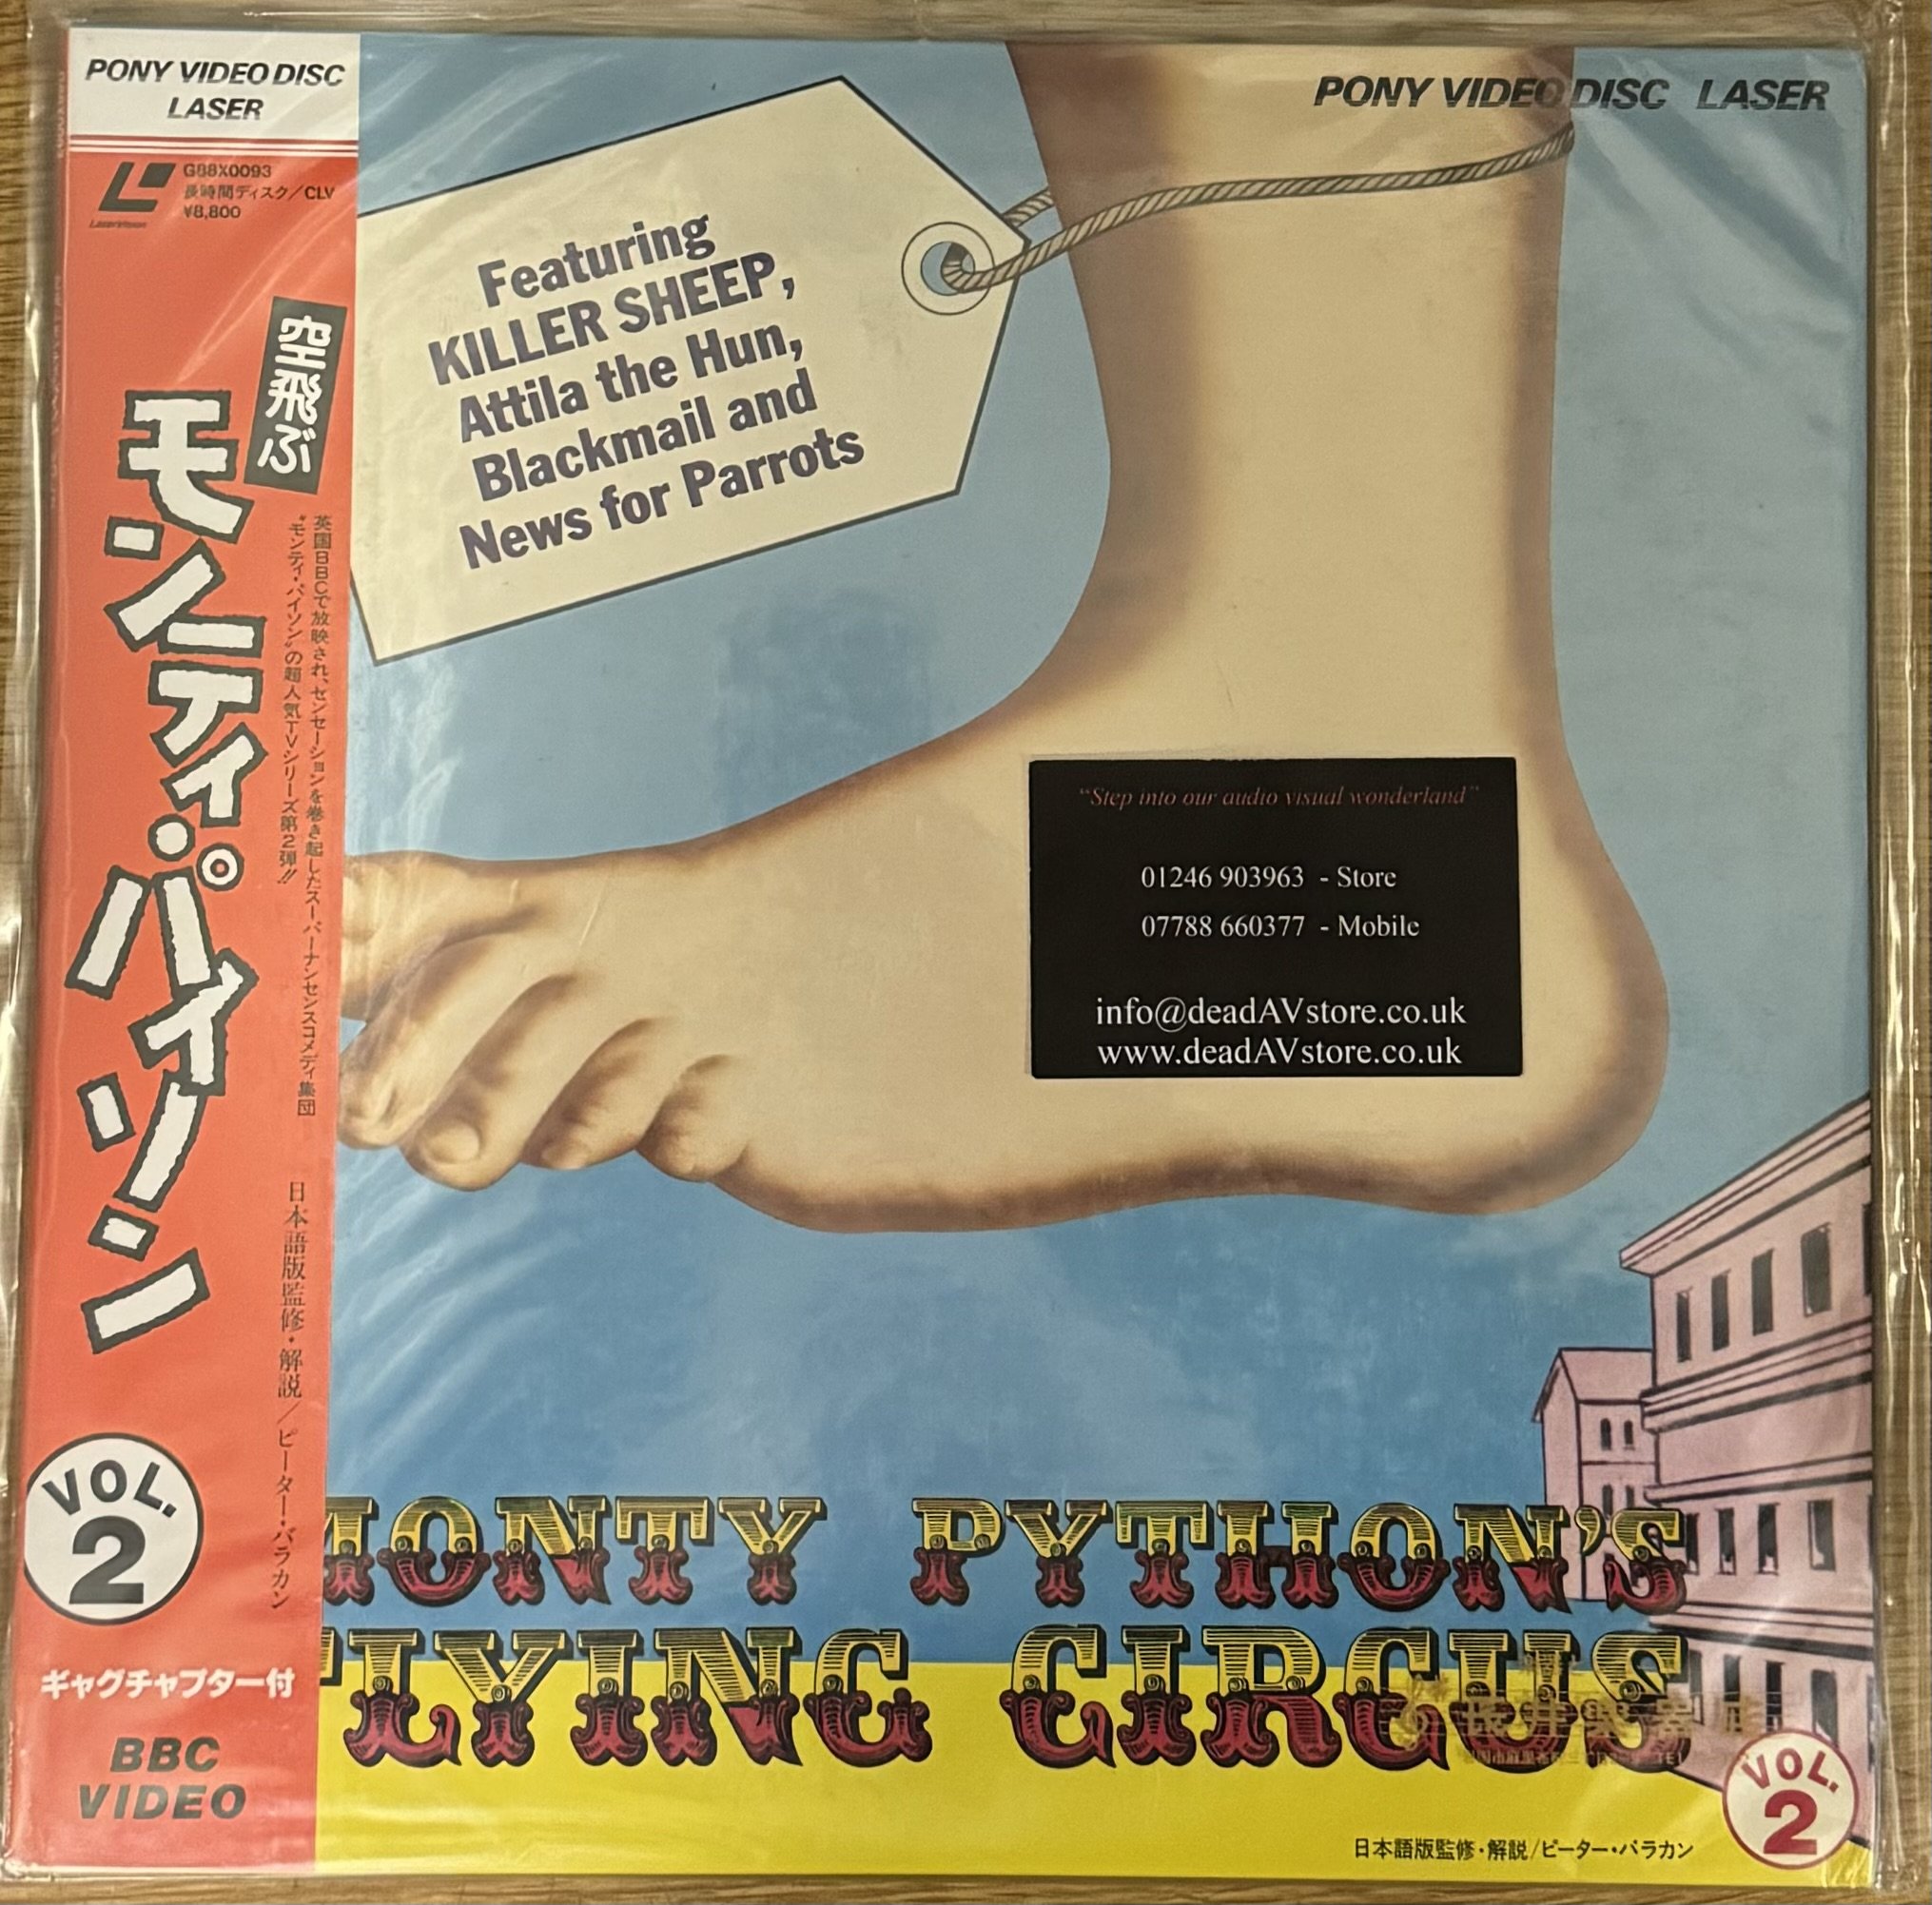 PONY VIDEO DISC
LASER
G88X0093
長時間ディスク/CLV
¥8,800
LaserVision
空飛ぶ
モンティ・パイソン
英国BBCで放映され、センセーションを巻き起したスーパーナンセンスコメディ集団
"モンティ・パイソン"の超人気TVシリーズ第2弾!!
日本語版監修・解説/ピーター・バラカン
VOL.
2
ギャグチャプター付
BBC
VIDEO
PONY VIDEO DISC LASER
Featuring
KILLER SHEEP,
Attila the Hun,
Blackmail and
News for Parrots
"Step into our audio visual wonderland"
01246 903963 - Store
07788 660377 - Mobile
info@deadAVstore.co.uk
www.deadAVstore.co.uk
MONTY PYTHON'S
FLYING CIRCUS
VOL.
2
日本語版監修・解説/ピーター・バラカン